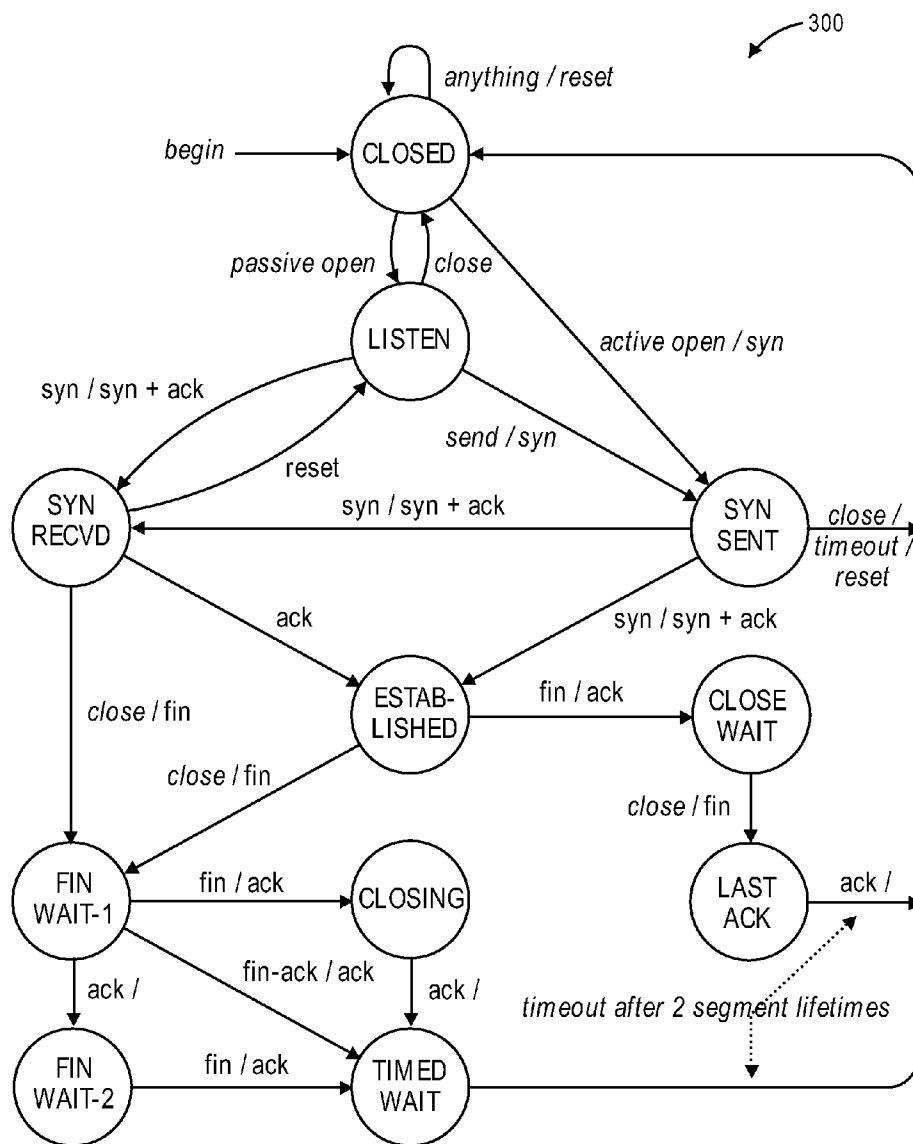 300
anything / reset
begin
CLOSED
passive open
close
LISTEN
active open / syn
syn / syn + ack
send / syn
reset
SYN
RECVD
syn / syn + ack
SYN
SENT
close /
timeout /
reset
ack
syn / syn + ack
ESTAB-
LISHED
fin / ack
CLOSE
WAIT
close / fin
close / fin
close / fin
FIN
WAIT-1
fin / ack
CLOSING
LAST
ACK
ack /
fin-ack / ack
ack /
ack /
timeout after 2 segment lifetimes
FIN
WAIT-2
fin / ack
TIMED
WAIT